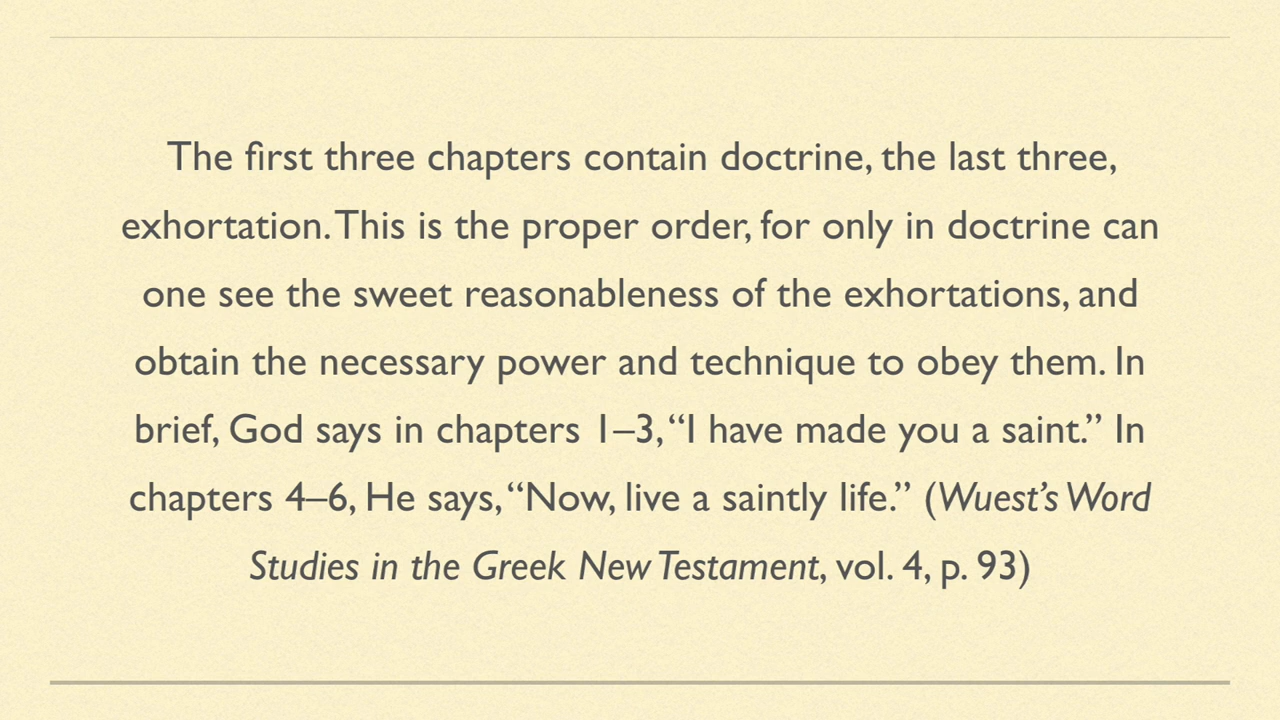 The first three chapters contain doctrine, the last three,
exhortation. This is the proper order, for only in doctrine can
one see the sweet reasonableness of the exhortations, and
obtain the necessary power and technique to obey them. In
brief, God says in chapters 1–3, “I have made you a saint.” In
chapters 4–6, He says, “Now, live a saintly life.” (Wuest’s Word
Studies in the Greek New Testament, vol. 4, p. 93)